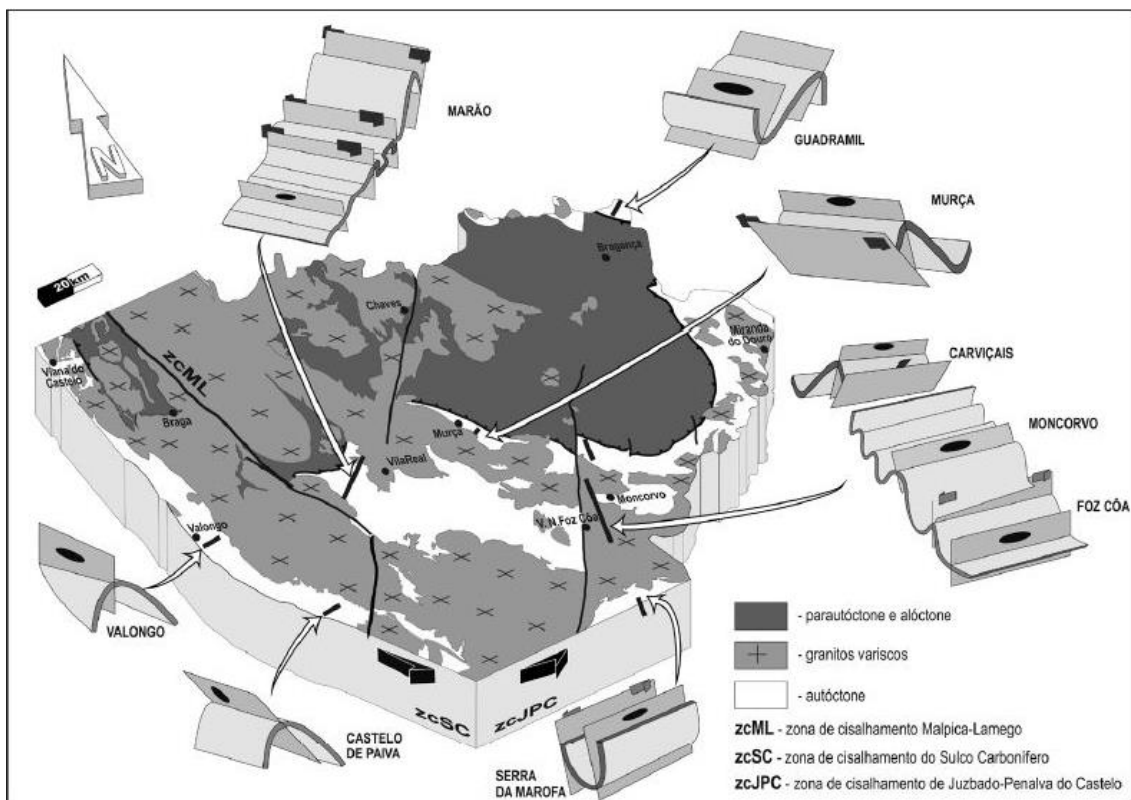 MARÃO
GUADRAMIL
N
MURÇA
Bragança
20 km
Chaves
Miranda
do Douro
CARVIÇAIS
Viana do
Castelo
zcML
MONCORVO
Braga
Murça
VilaReal
Moncorvo
FOZ CÔA
V. N. Foz Côa
Valongo
- parautóctone e alóctone
VALONGO
- granitos variscos
- autóctone
zcSC
zcJPC
zcML - zona de cisalhamento Malpica-Lamego
CASTELO
DE PAIVA
zcSC - zona de cisalhamento do Sulco Carbonífero
SERRA
DA MAROFA
zcJPC - zona de cisalhamento de Juzbado-Penalva do Castelo